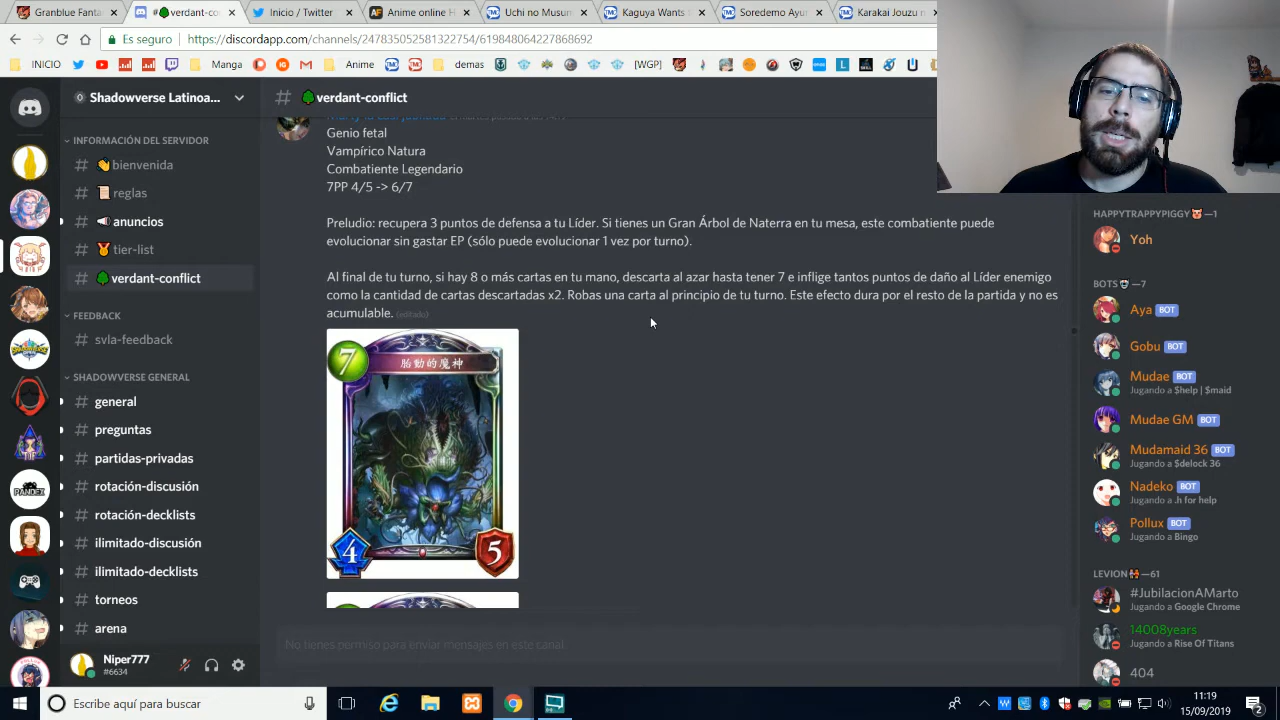 Granblue Fanta
#verdant-co
Inicio / Twitter
Anime online H
Uchi no Musum
Kaguya Wants
Soredemo Ayu
Karakai Jouzu n
Es seguro
https://discordapp.com/channels/247835052581322754/619848064227868692
INICIO
Manga
IG
Anime
demas
[WGP]
Shadowverse Latinoa...
# verdant-conflict
INFORMACIÓN DEL SERVIDOR
# bienvenida
# reglas
anuncios
# tier-list
# verdant-conflict
FEEDBACK
# svla-feedback
SHADOWVERSE GENERAL
# general
# preguntas
# partidas-privadas
# rotación-discusión
# rotación-decklists
# ilimitado-discusión
# ilimitado-decklists
# torneos
# arena
Niper777
#6634
Genio fetal
Vampírico Natura
Combatiente Legendario
7PP 4/5 -> 6/7
Preludio: recupera 3 puntos de defensa a tu Líder. Si tienes un Gran Árbol de Naterra en tu mesa, este combatiente puede
evolucionar sin gastar EP (sólo puede evolucionar 1 vez por turno).
Al final de tu turno, si hay 8 o más cartas en tu mano, descarta al azar hasta tener 7 e inflige tantos puntos de daño al Líder enemigo
como la cantidad de cartas descartadas x2. Robas una carta al principio de tu turno. Este efecto dura por el resto de la partida y no es
acumulable. (editado)
7
胎動的魔神
4
5
No tienes permiso para enviar mensajes en este canal.
HAPPYTRAPPYPIGGY—1
Yoh
BOTS—7
Aya BOT
Gobu BOT
Mudae BOT
Jugando a $help | $maid
Mudae GM BOT
Mudamaid 36 BOT
Jugando a $delock 36
Nadeko BOT
Jugando a .h for help
Pollux BOT
Jugando a Bingo
LEVION—61
#JubilacionAMarto
Jugando a Google Chrome
14008years
Jugando a Rise Of Titans
404
PANDEX
Escribe aquí para buscar
11:19
15/09/2019
2